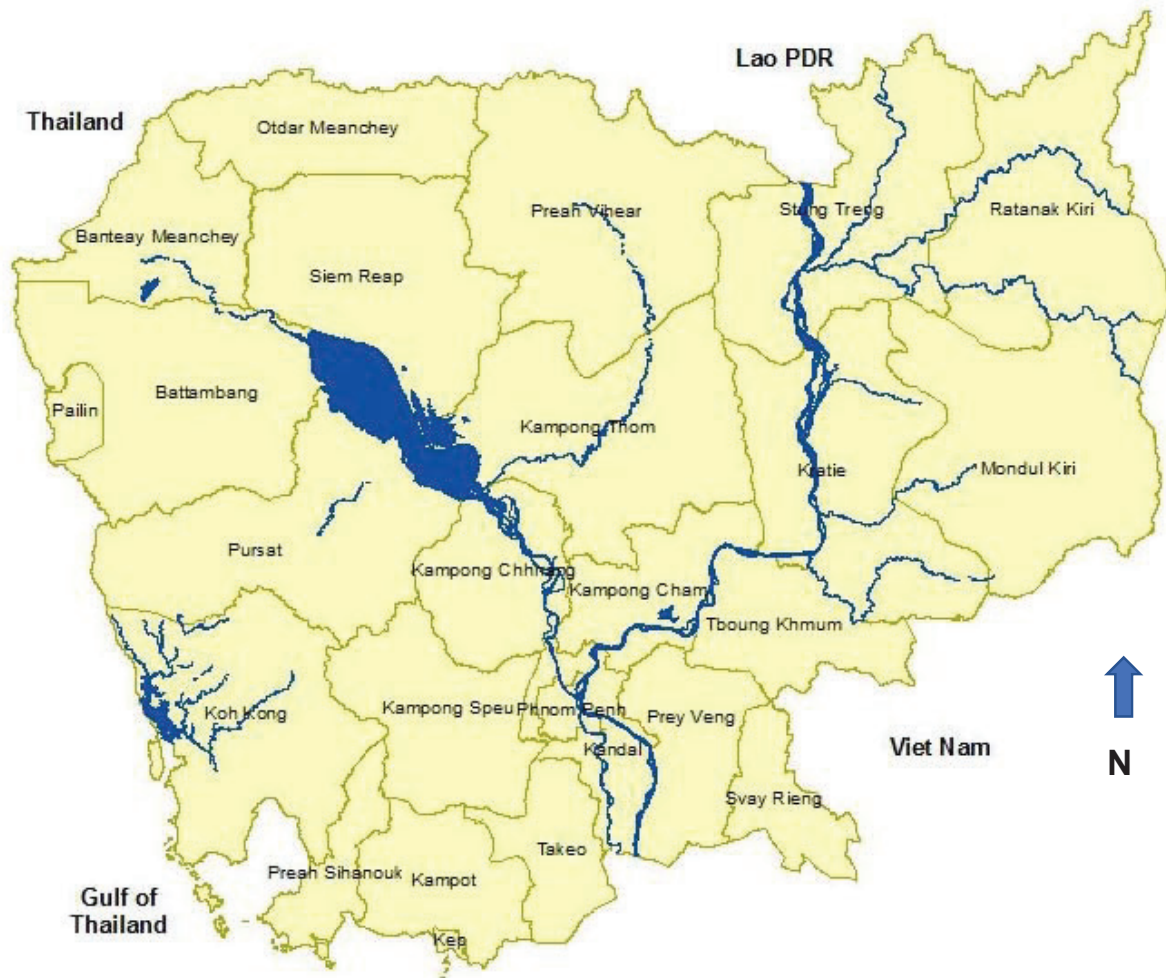 Lao PDR
Thailand
Otdar Meanchey
Preah Vihear
Stung Treng
Ratanak Kiri
Banteay Meanchey
Siem Reap
Battambang
Pailin
Kampong Thom
Kratie
Mondul Kiri
Pursat
Kampong Chhnang
Kampong Cham
Tboung Khmum
Koh Kong
Kampong Speu
Phnom Penh
Prey Veng
Kandal
Viet Nam
N
Svay Rieng
Takeo
Preah Sihanouk
Kampot
Gulf of
Thailand
Kep